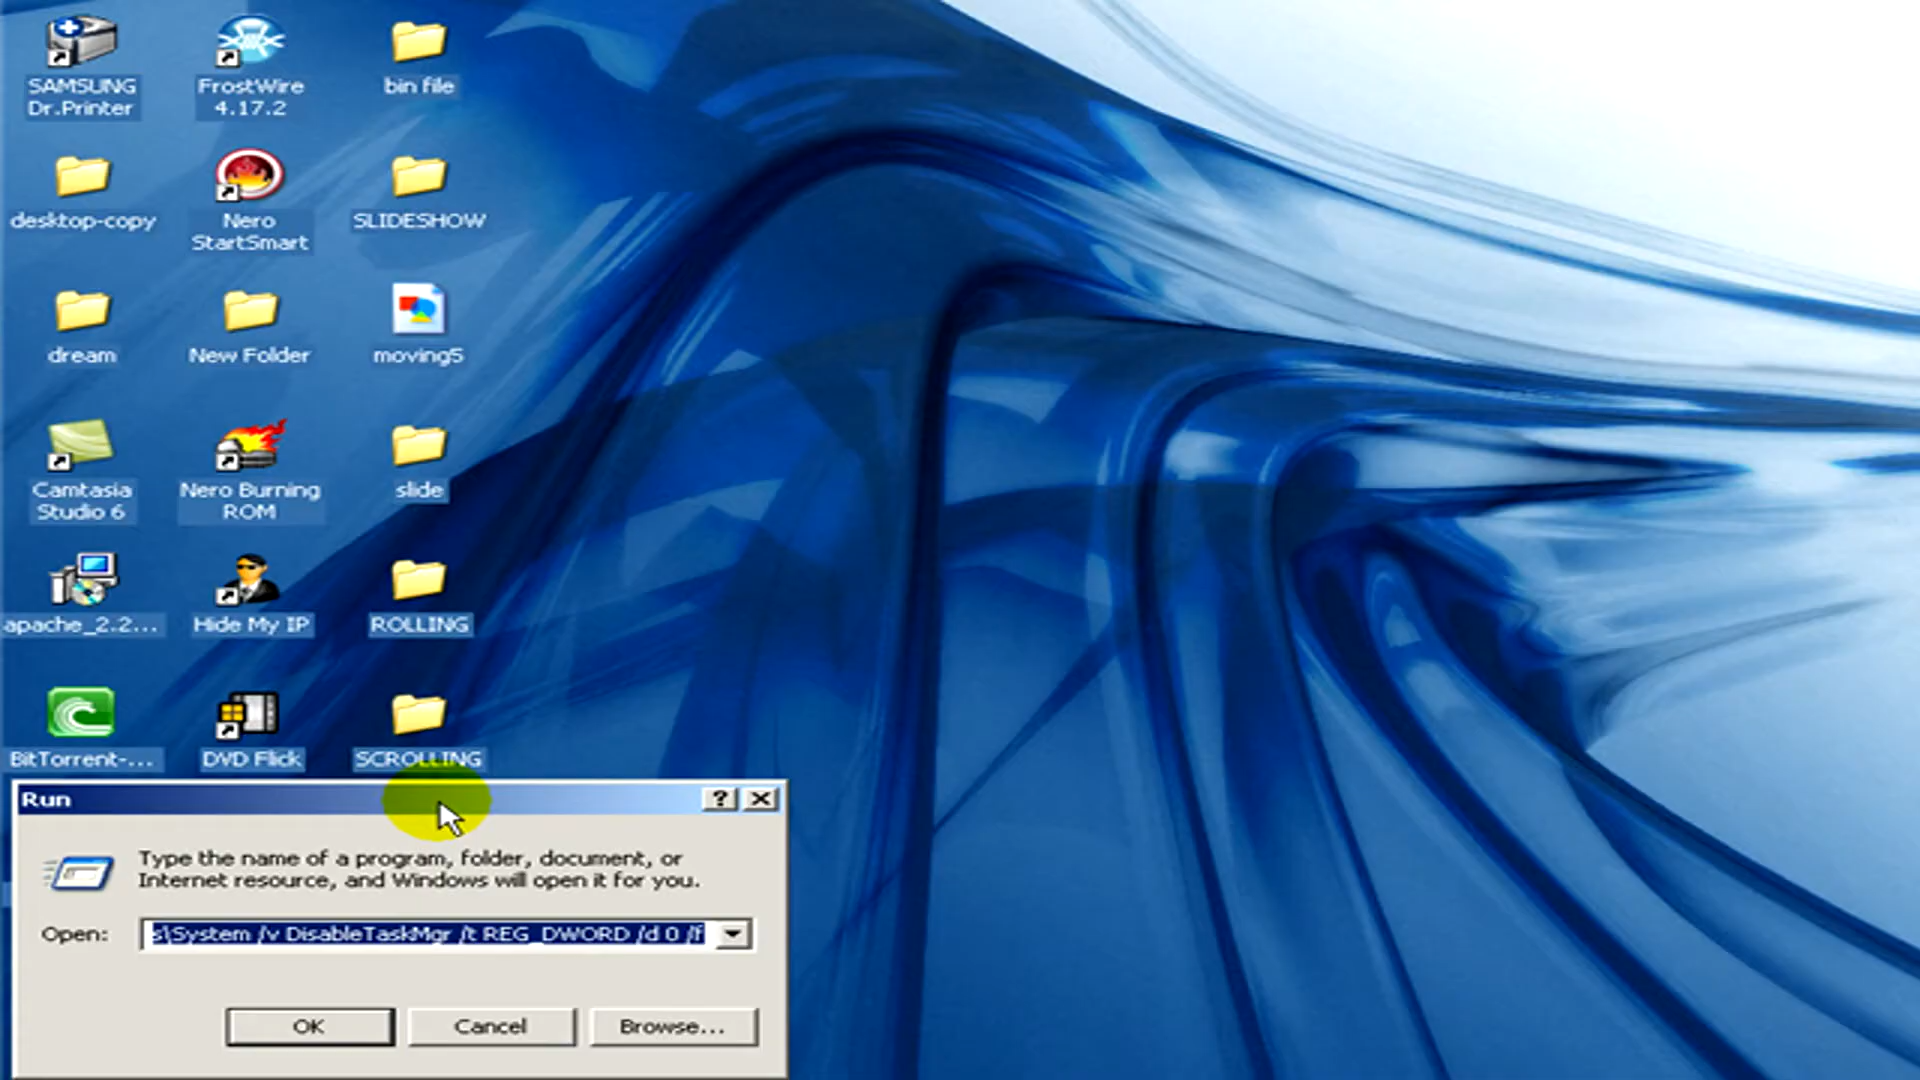 SAMSUNG
Dr.Printer
FrostWire
4.17.2
bin file
desktop-copy
Nero
StartSmart
SLIDESHOW
dream
New Folder
moving5
Camtasia
Studio 6
Nero Burning
ROM
slide
apache_2.2...
Hide My IP
ROLLING
BitTorrent-...
DVD Flick
SCROLLING
Run
Type the name of a program, folder, document, or
Internet resource, and Windows will open it for you.
Open:
s\System /v DisableTaskMgr /t REG_DWORD /d 0 /f
OK
Cancel
Browse...